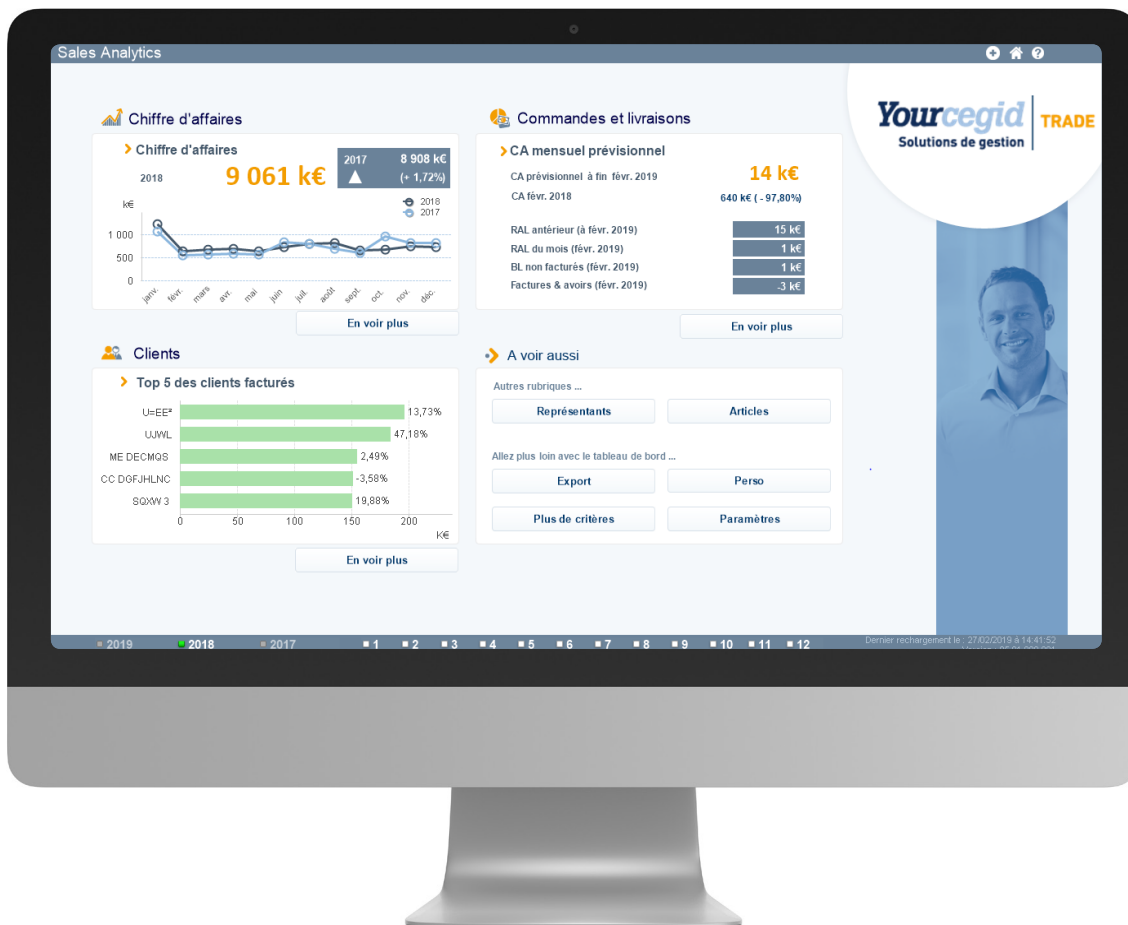 Sales Analytics
Yourcegid TRADE
Solutions de gestion
Chiffre d'affaires
Chiffre d'affaires
2018
9 061 k€
2017 8 908 k€
(+ 1,72%)
k€
2018
2017
1 000
500
0
janv. févr. mars avr. mai juin juil. août sept. oct. nov. déc.
En voir plus
Commandes et livraisons
CA mensuel prévisionnel
CA prévisionnel à fin févr. 2019 14 k€
CA févr. 2018 640 k€ ( - 97,80%)
RAL antérieur (à févr. 2019) 15 k€
RAL du mois (févr. 2019) 1 k€
BL non facturés (févr. 2019) 1 k€
Factures & avoirs (févr. 2019) -3 k€
En voir plus
Clients
Top 5 des clients facturés
U=EE² 13,73%
UJWL 47,18%
ME DECMQS 2,49%
CC DGFJHLNC -3,58%
SQXW 3 19,88%
0 50 100 150 200
K€
En voir plus
A voir aussi
Autres rubriques ...
Représentants Articles
Allez plus loin avec le tableau de bord ...
Export Perso
Plus de critères Paramètres
2019 2018 2017 1 2 3 4 5 6 7 8 9 10 11 12
Dernier rechargement le : 27/02/2019 à 14:41:52